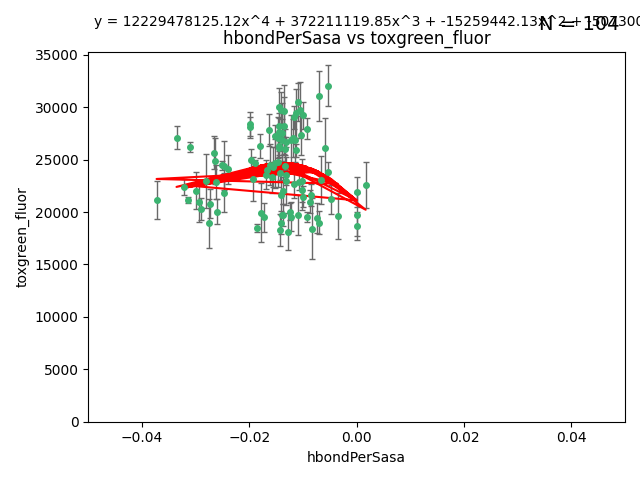 y = 12229478125.12x^4 + 372211119.85x^3 + -15259442.13x^2 +
N = 104
hbondPerSasa vs toxgreen_fluor
35000
30000
25000
20000
15000
10000
5000
0
toxgreen_fluor
−0.04
−0.02
0.00
0.02
0.04
hbondPerSasa